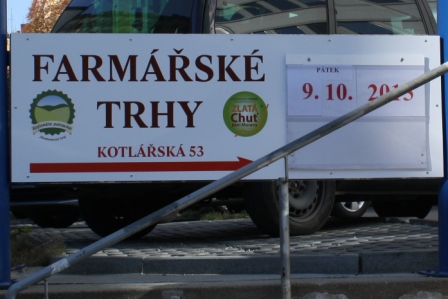 FARMÁŘSKÉ
TRHY
KOTLÁŘSKÁ 53
ZLATÁ
Chuť
PÁTEK
9. 10. 2015